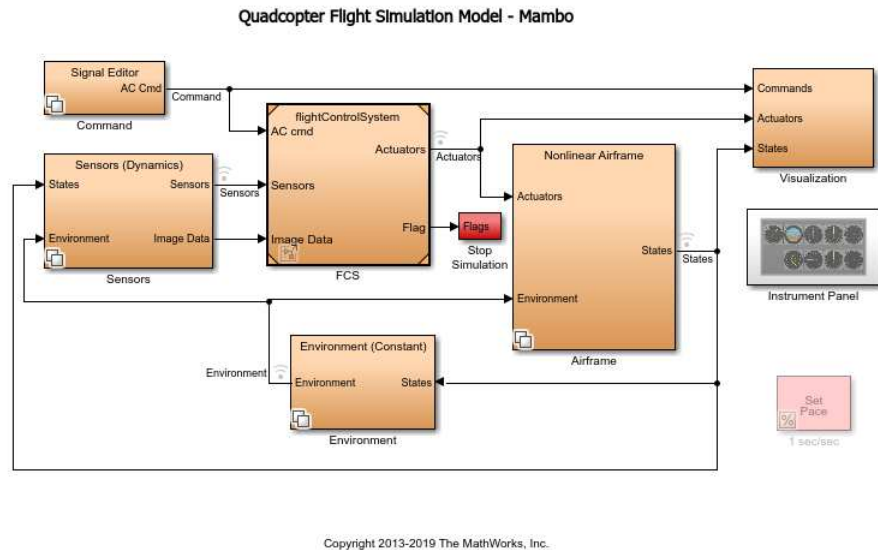 Quadcopter Flight Simulation Model - Mambo
Signal Editor
AC Cmd
Command
Command
flightControlSystem
AC cmd
Actuators
Actuators
Sensors
Image Data
Flag
FCS
Sensors (Dynamics)
States
Sensors
Sensors
Environment
Image Data
Sensors
Flags
Stop
Simulation
Nonlinear Airframe
Actuators
States
States
Environment
Airframe
Commands
Actuators
States
Visualization
Instrument Panel
Environment (Constant)
Environment
Environment
States
Environment
Set
Pace
%
1 sec/sec
Copyright 2013-2019 The MathWorks, Inc.